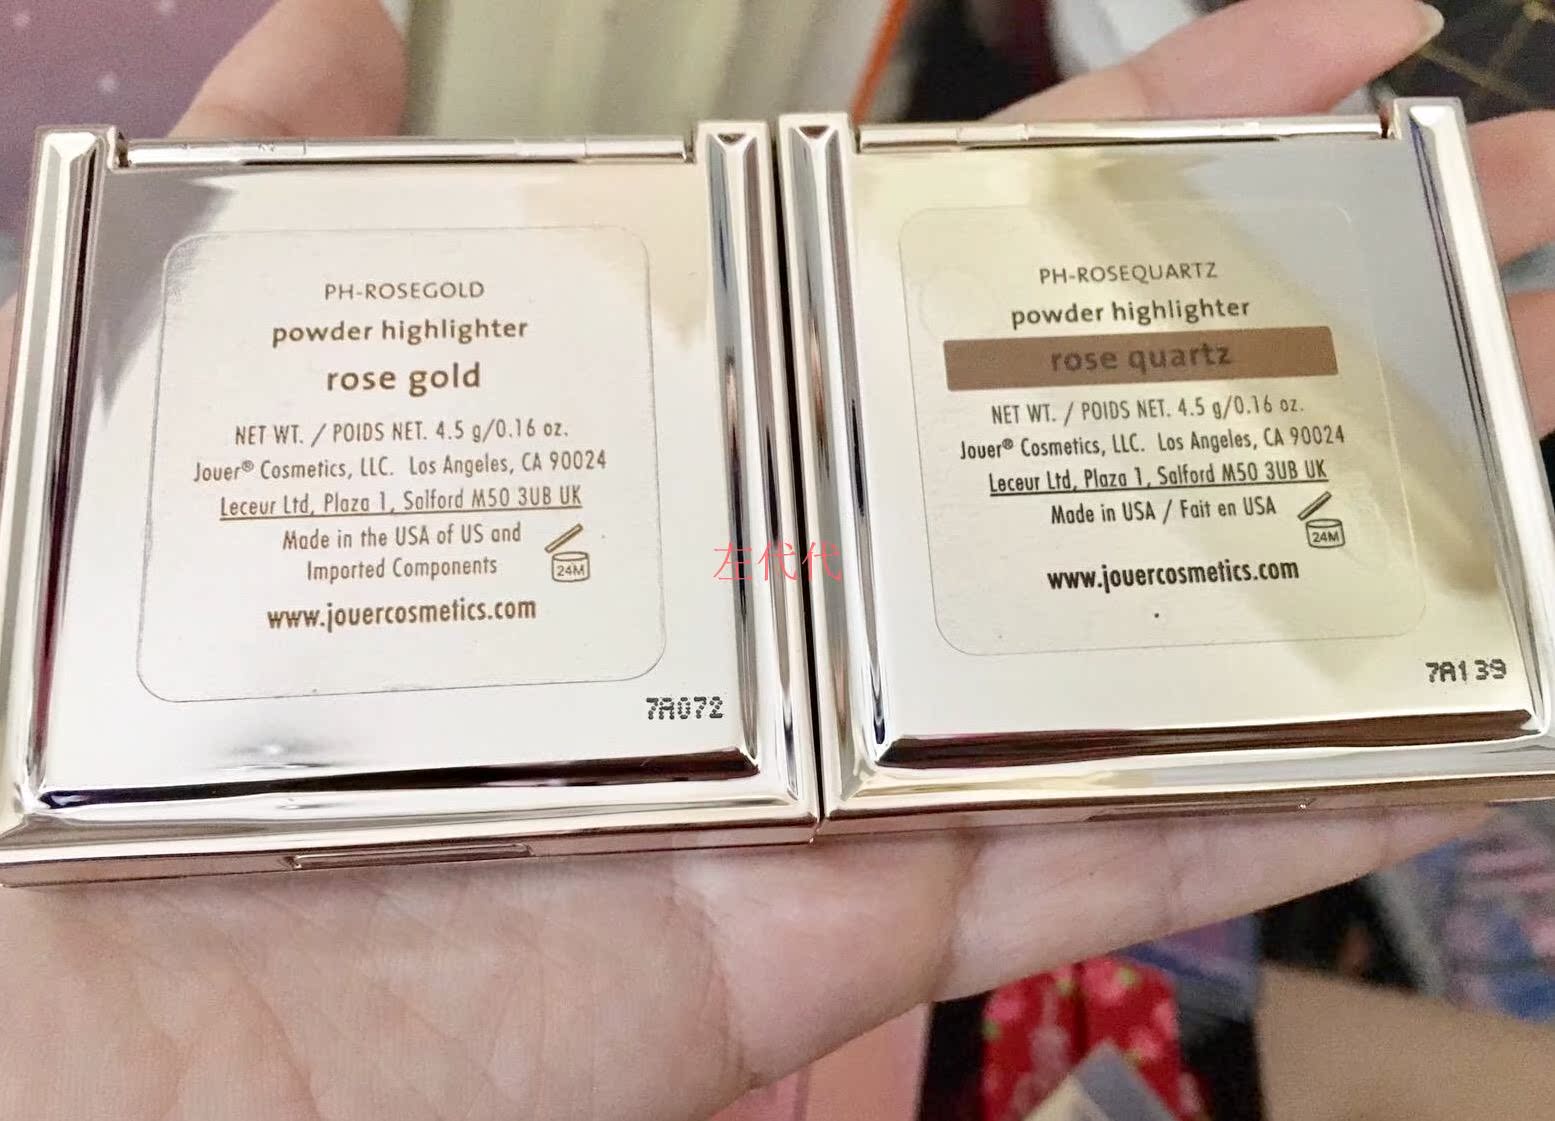 PH-ROSEGOLD
powder highlighter
rose gold
NET WT. / POIDS NET. 4.5 g/0.16 oz.
Jouer® Cosmetics, LLC. Los Angeles, CA 90024
Leceur Ltd, Plaza 1, Salford M50 3UB UK
Made in the USA of US and
Imported Components
24M
www.jouercosmetics.com
7A072
PH-ROSEQUARTZ
powder highlighter
rose quartz
NET WT. / POIDS NET. 4.5 g/0.16 oz.
Jouer® Cosmetics, LLC. Los Angeles, CA 90024
Leceur Ltd, Plaza 1, Salford M50 3UB UK
Made in USA / Fait en USA
24M
www.jouercosmetics.com
7A139
左代代